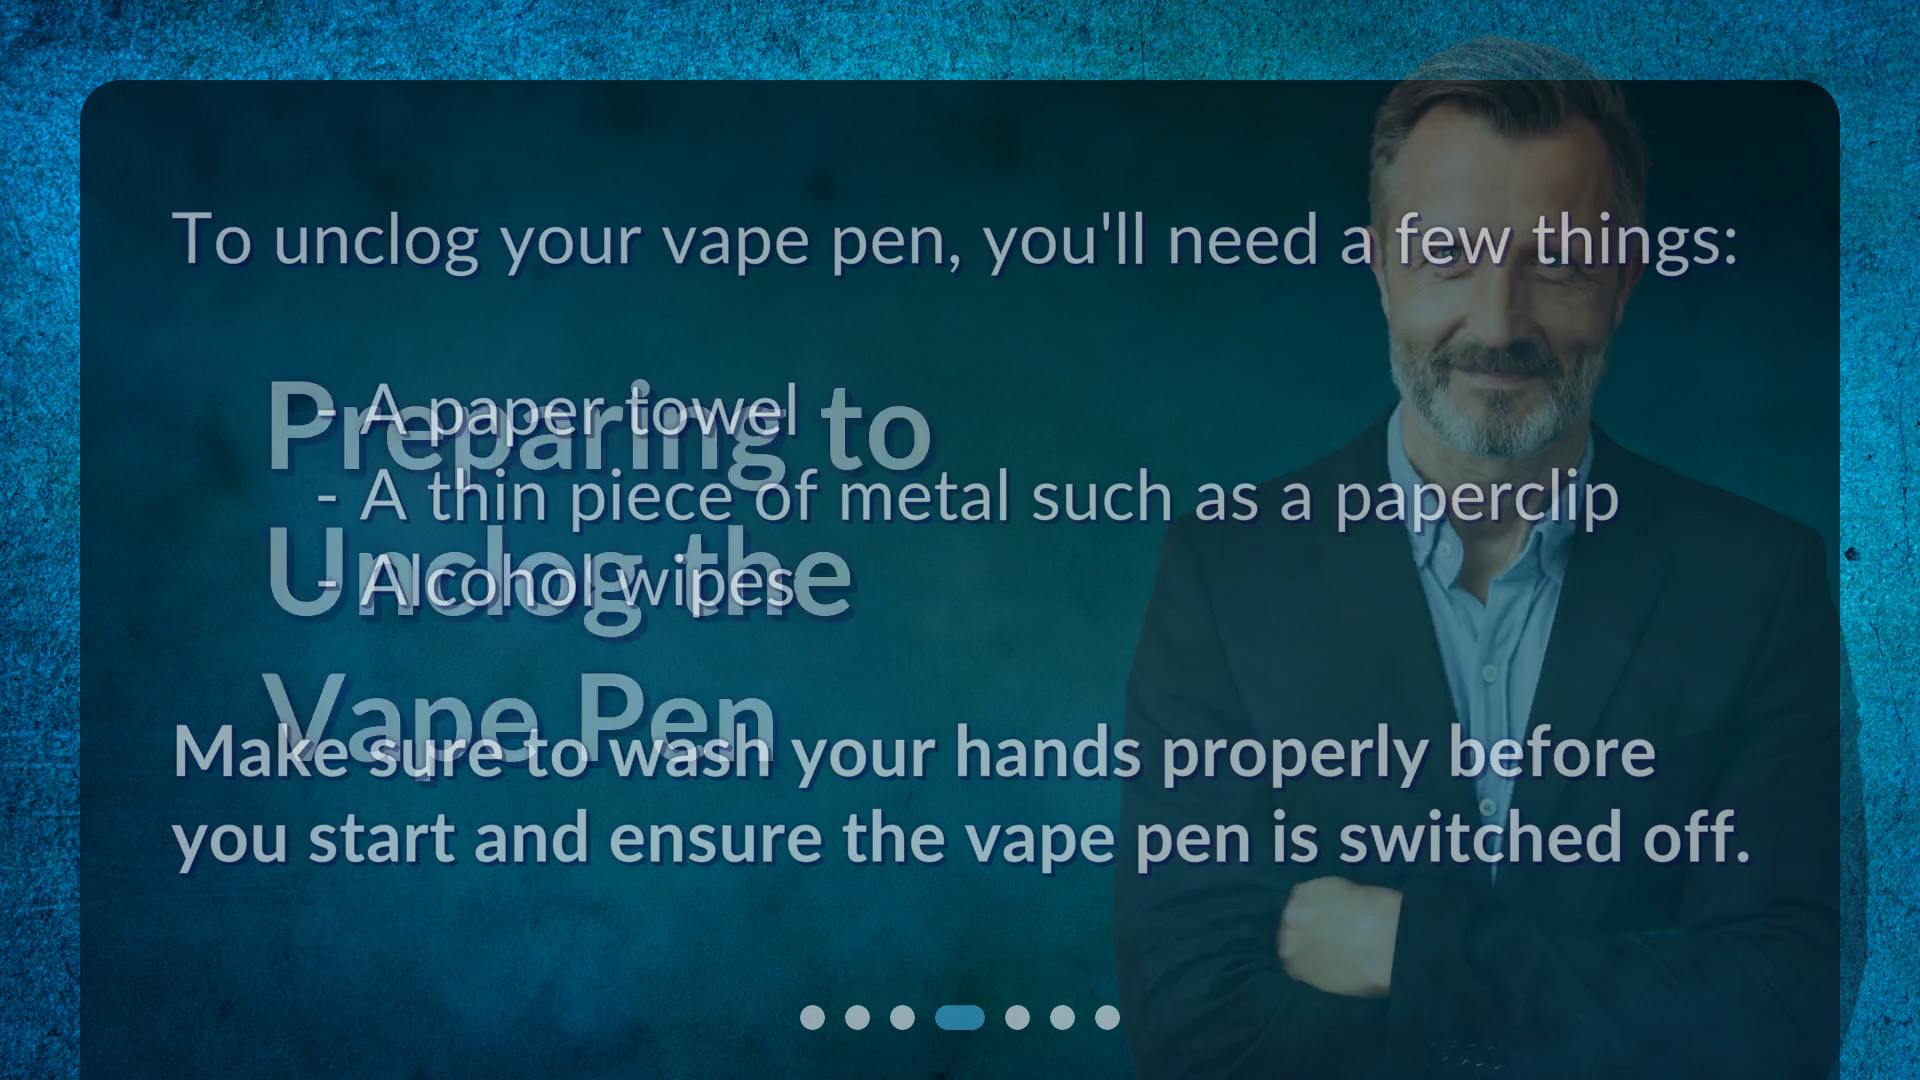 To unclog your vape pen, you'll need a few things:
Preparing to
Unclog the
Vape Pen
- A paper towel
- A thin piece of metal such as a paperclip
- Alcohol wipes
Make sure to wash your hands properly before
you start and ensure the vape pen is switched off.